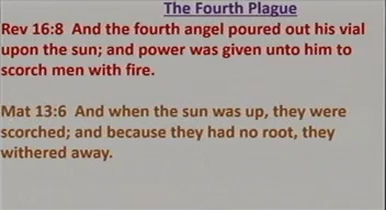 The Fourth Plague
Rev 16:8 And the fourth angel poured out his vial
upon the sun; and power was given unto him to
scorch men with fire.
Mat 13:6 And when the sun was up, they were
scorched; and because they had no root, they
withered away.